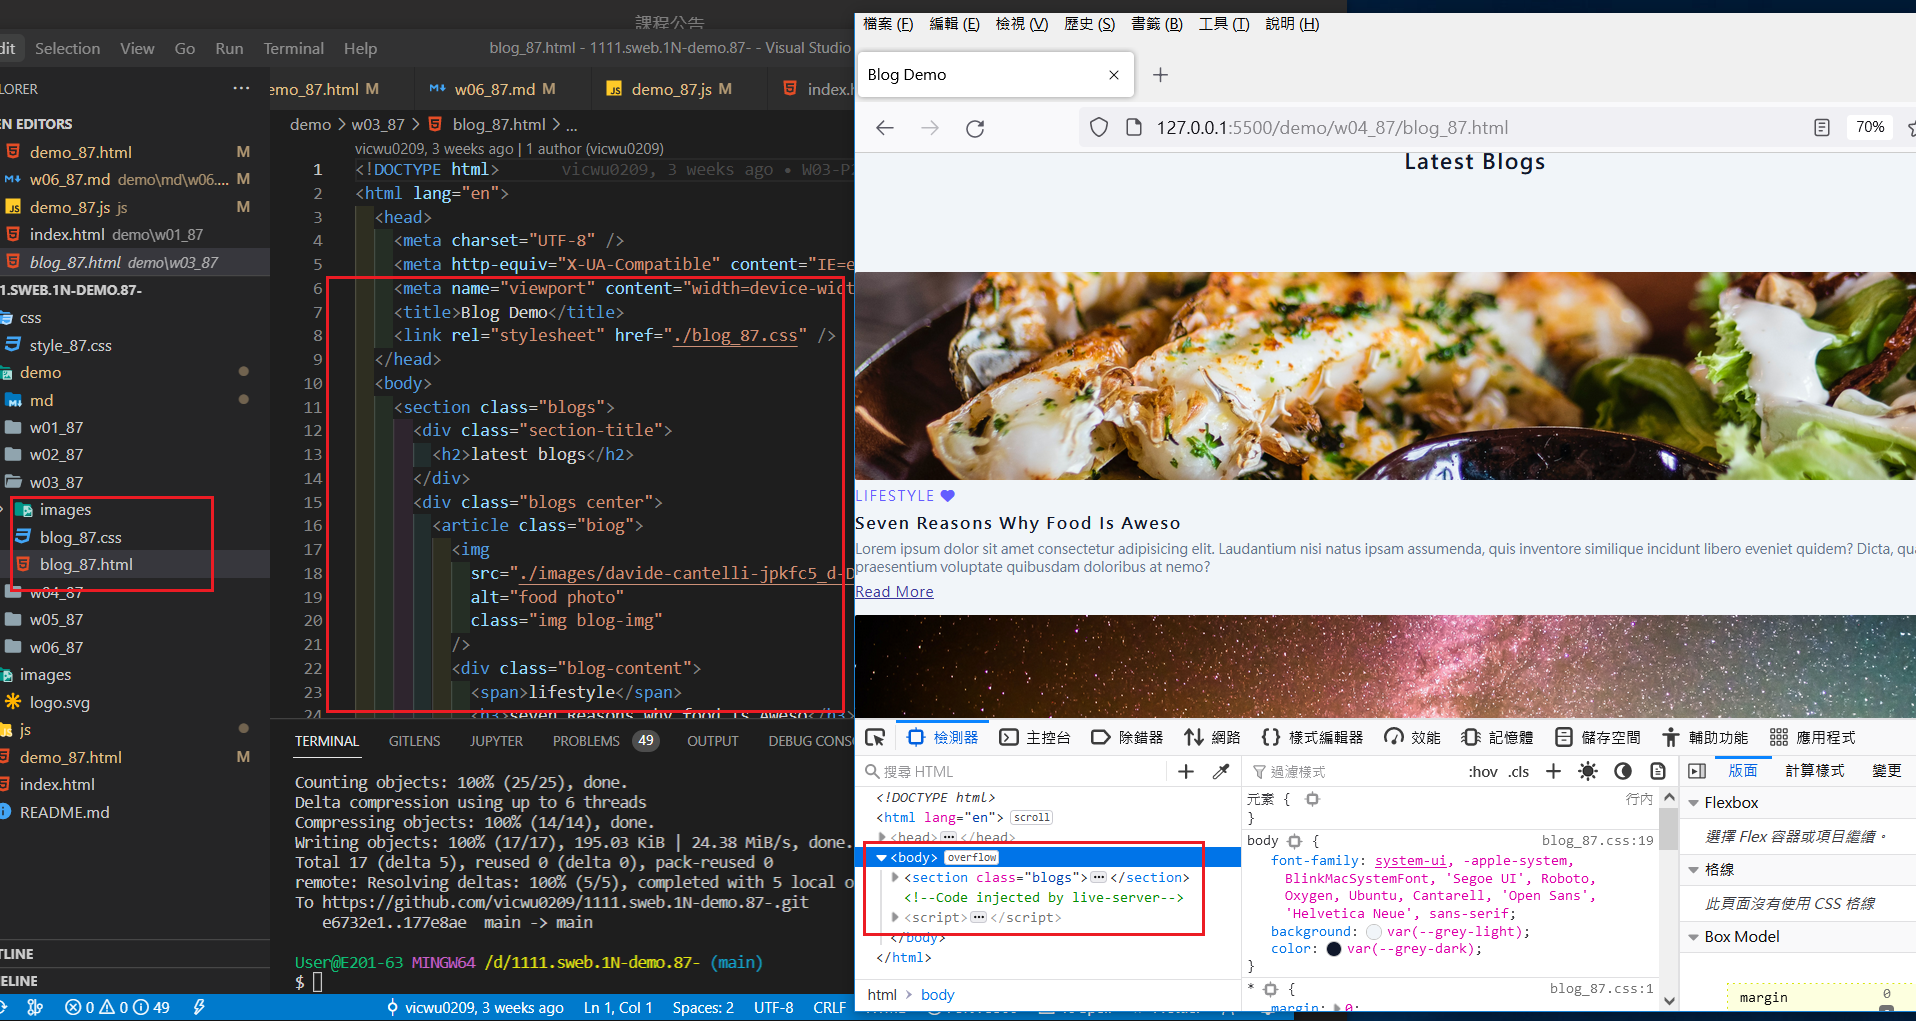 課程公告
dit Selection View Go Run Terminal Help
blog_87.html - 1111.sweb.1N-demo.87- - Visual Studio
LORER ...
emo_87.html M
w06_87.md M
demo_87.js M
index.h
EN EDITORS
demo_87.html M
w06_87.md demo\md\w06.... M
demo_87.js js M
index.html demo\w01_87
blog_87.html demo\w03_87
1.SWEB.1N-DEMO.87-
css
style_87.css
demo
md
w01_87
w02_87
w03_87
images
blog_87.css
blog_87.html
w04_87
w05_87
w06_87
images
logo.svg
js
demo_87.html M
index.html
README.md
TLINE
ELINE
demo > w03_87 > blog_87.html > ...
vicwu0209, 3 weeks ago | 1 author (vicwu0209)
1 <!DOCTYPE html> vicwu0209, 3 weeks ago • W03-P2
2 <html lang="en">
3 <head>
4 <meta charset="UTF-8" />
5 <meta http-equiv="X-UA-Compatible" content="IE=e
6 <meta name="viewport" content="width=device-widt
7 <title>Blog Demo</title>
8 <link rel="stylesheet" href="./blog_87.css" />
9 </head>
10 <body>
11 <section class="blogs">
12 <div class="section-title">
13 <h2>latest blogs</h2>
14 </div>
15 <div class="blogs center">
16 <article class="biog">
17 <img
18 src="./images/davide-cantelli-jpkfc5_d-D
19 alt="food photo"
20 class="img blog-img"
21 />
22 <div class="blog-content">
23 <span>lifestyle</span>
24 <h3>seven Reasons why food is Aweso</h3>
TERMINAL GITLENS JUPYTER PROBLEMS 49 OUTPUT DEBUG CONSO
Counting objects: 100% (25/25), done.
Delta compression using up to 6 threads
Compressing objects: 100% (14/14), done.
Writing objects: 100% (17/17), 195.03 KiB | 24.38 MiB/s, done.
Total 17 (delta 5), reused 0 (delta 0), pack-reused 0
remote: Resolving deltas: 100% (5/5), completed with 5 local o
To https://github.com/vicwu0209/1111.sweb.1N-demo.87-.git
e6732e1..177e8ae main -> main
User@E201-63 MINGW64 /d/1111.sweb.1N-demo.87- (main)
$
0 0 49
vicwu0209, 3 weeks ago Ln 1, Col 1 Spaces: 2 UTF-8 CRLF
檔案 (F) 編輯 (E) 檢視 (V) 歷史 (S) 書籤 (B) 工具 (T) 說明 (H)
Blog Demo × +
127.0.0.1:5500/demo/w04_87/blog_87.html 70%
Latest Blogs
LIFESTYLE
Seven Reasons Why Food Is Aweso
Lorem ipsum dolor sit amet consectetur adipisicing elit. Laudantium nisi natus ipsam assumenda, quis inventore similique incidunt libero eveniet quidem? Dicta, qu
praesentium voluptate quibusdam doloribus at nemo?
Read More
檢測器 主控台 除錯器 網路 樣式編輯器 效能 記憶體 儲存空間 輔助功能 應用程式
搜尋 HTML
<!DOCTYPE html>
<html lang="en"> scroll
<head> ... </head>
<body> overflow
<section class="blogs"> ... </section>
<!--Code injected by live-server-->
<script> ... </script>
</body>
</html>
html > body
過濾樣式 :hov .cls +
元素 { 行內
}
body { blog_87.css:19
font-family: system-ui, -apple-system,
BlinkMacSystemFont, 'Segoe UI', Roboto,
Oxygen, Ubuntu, Cantarell, 'Open Sans',
'Helvetica Neue', sans-serif;
background: var(--grey-light);
color: var(--grey-dark);
}
* { blog_87.css:1
margin: 0;
版面 計算樣式 變更
Flexbox
選擇 Flex 容器或項目繼續。
格線
此頁面沒有使用 CSS 格線
Box Model
margin 0